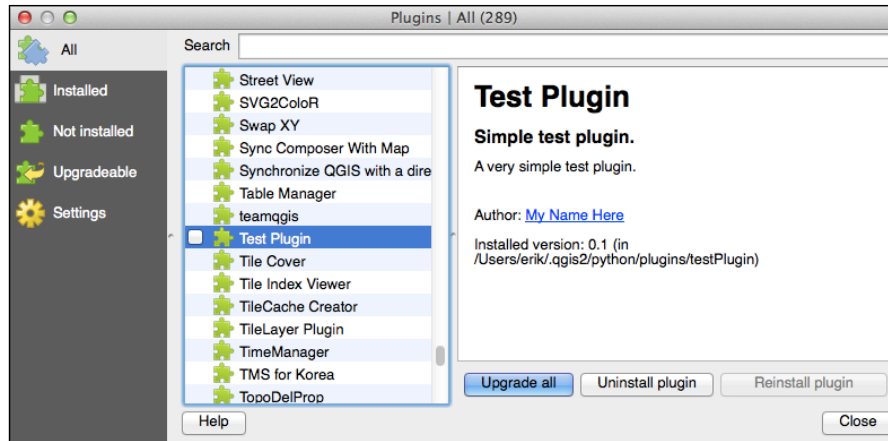 Plugins | All (289)
All
Installed
Not installed
Upgradeable
Settings
Search
Street View
SVG2ColoR
Swap XY
Sync Composer With Map
Synchronize QGIS with a dire
Table Manager
teamqgis
Test Plugin
Tile Cover
Tile Index Viewer
TileCache Creator
TileLayer Plugin
TimeManager
TMS for Korea
TopoDelProp
Test Plugin
Simple test plugin.
A very simple test plugin.
Author: My Name Here
Installed version: 0.1 (in
/Users/erik/.qgis2/python/plugins/testPlugin)
Upgrade all
Uninstall plugin
Reinstall plugin
Help
Close